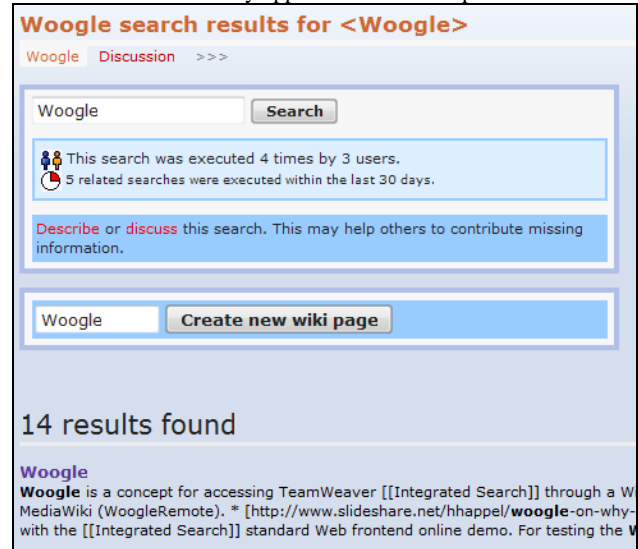 Woogle search results for <Woogle>
Woogle Discussion >>>
Woogle Search
This search was executed 4 times by 3 users.
5 related searches were executed within the last 30 days.
Describe or discuss this search. This may help others to contribute missing
information.
Woogle Create new wiki page
14 results found
Woogle
Woogle is a concept for accessing TeamWeaver [[Integrated Search]] through a
MediaWiki (WoogleRemote). * [http://www.slideshare.net/hhappel/woogle-on-why-
with the [[Integrated Search]] standard Web frontend online demo. For testing the